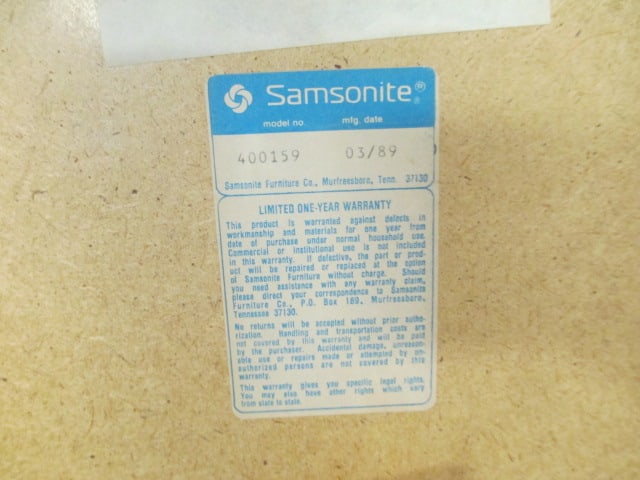 Samsonite®
model no. mfg. date
400159 03/89
Samsonite Furniture Co., Murfreesboro, Tenn. 37130
LIMITED ONE-YEAR WARRANTY
This product is warranted against defects in
workmanship and materials for one year from
date of purchase under normal household use.
Commercial or institutional use is not included
in this warranty. If defective, the part or prod-
uct will be repaired or replaced at the option
of Samsonite Furniture without charge. Should
you need assistance with any warranty claim,
please direct your correspondence to Samsonite
Furniture Co., P.O. Box 189, Murfreesboro,
Tennessee 37130.
No returns will be accepted without prior autho-
rization. Handling and transportation costs are
not covered by this warranty and will be paid
by the purchaser. Accidental damage, unreason-
able use or repairs made or attempted by un-
authorized persons are not covered by this
warranty.
This warranty gives you specific legal rights.
You may also have other rights which vary
from state to state.